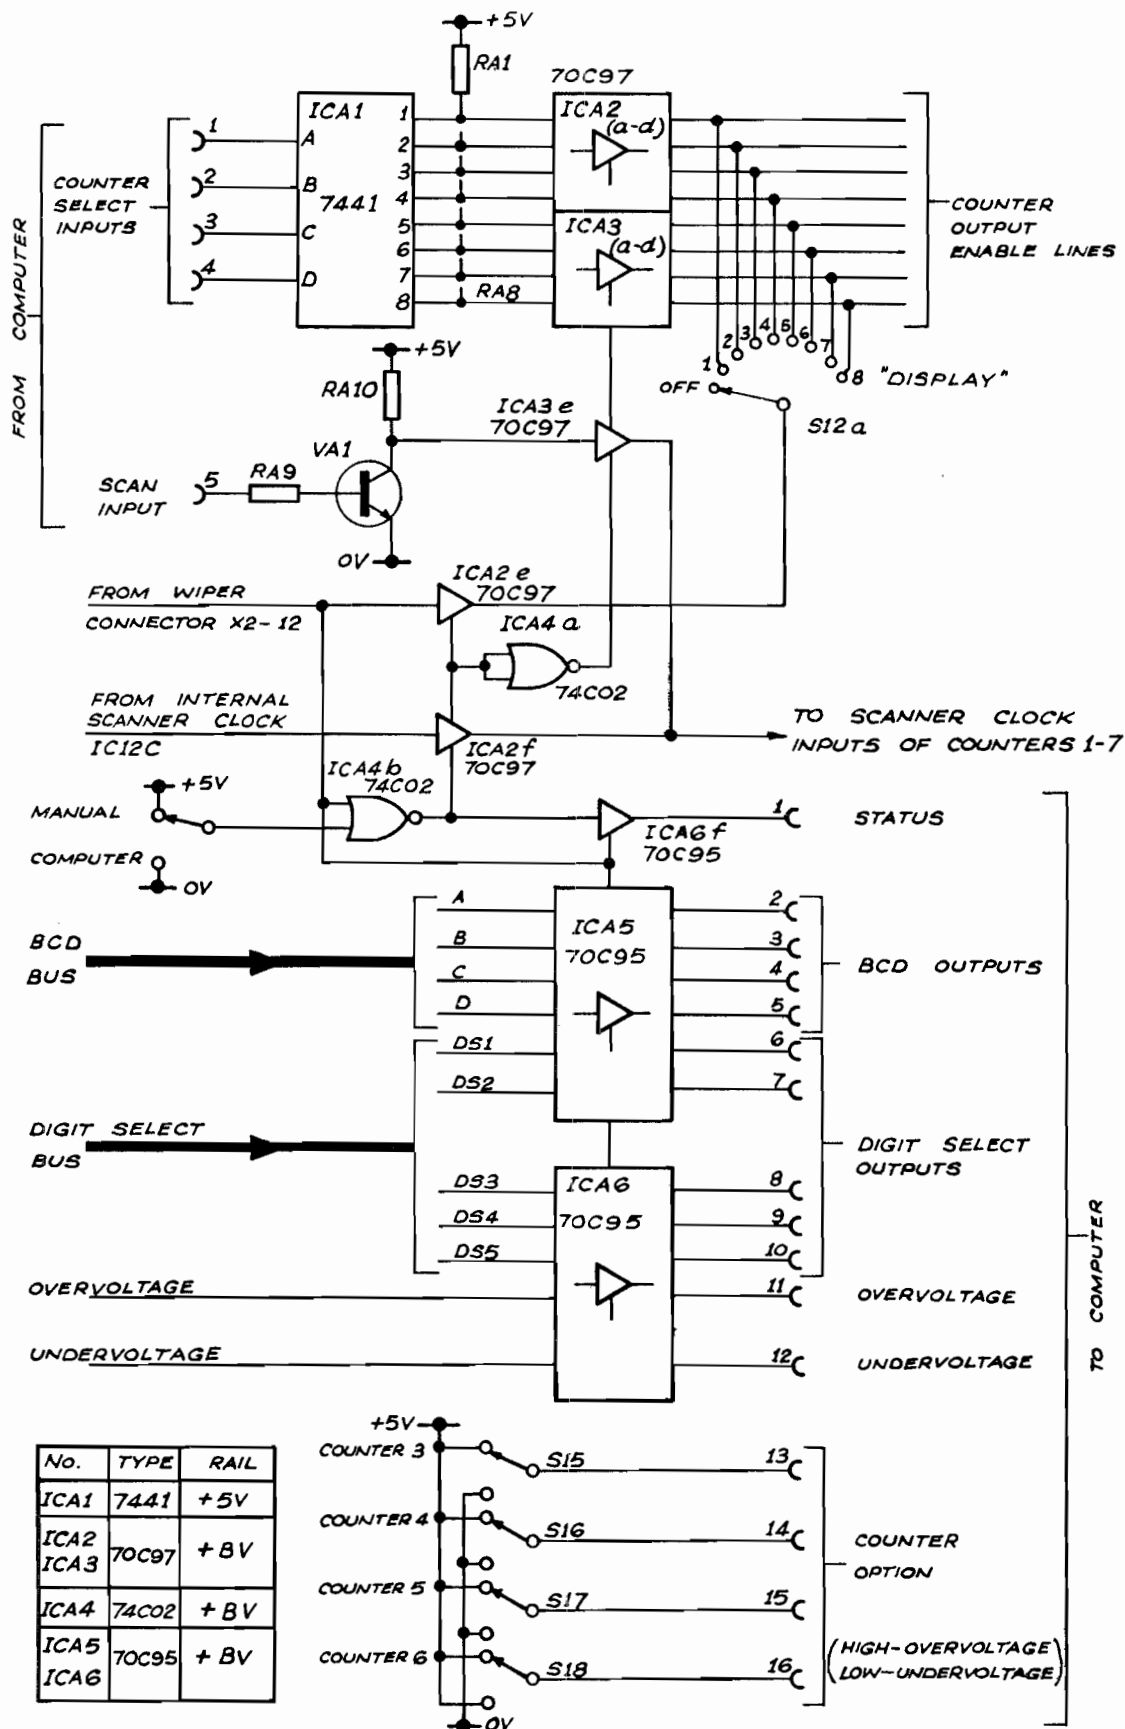 +5V
RA1
70C97
ICA1
1
2
3
4
5
6
7
8
A
B
C
D
7441
ICA2
(a-d)
ICA3
(a-d)
RA8
1
2
3
4
COUNTER
SELECT
INPUTS
FROM COMPUTER
COUNTER
OUTPUT
ENABLE LINES
1
2
3
4
5
6
7
8
"DISPLAY"
OFF
S12a
+5V
RA10
ICA3e
70C97
VA1
SCAN
INPUT
5
RA9
0V
FROM WIPER
CONNECTOR X2-12
ICA2e
70C97
ICA4a
74C02
FROM INTERNAL
SCANNER CLOCK
IC12C
ICA2f
70C97
TO SCANNER CLOCK
INPUTS OF COUNTERS 1-7
ICA4b
74C02
+5V
MANUAL
COMPUTER
0V
ICA6f
70C95
1
STATUS
BCD
BUS
A
B
C
D
DS1
DS2
ICA5
70C95
2
3
4
5
6
7
BCD OUTPUTS
DIGIT SELECT
BUS
DS3
DS4
DS5
ICA6
70C95
8
9
10
11
12
DIGIT SELECT
OUTPUTS
OVERVOLTAGE
OVERVOLTAGE
UNDERVOLTAGE
UNDERVOLTAGE
TO COMPUTER
+5V
COUNTER 3
S15
13
COUNTER 4
S16
14
COUNTER 5
S17
15
COUNTER 6
S18
16
0V
COUNTER
OPTION
(HIGH-OVERVOLTAGE
LOW-UNDERVOLTAGE)
No. TYPE RAIL
ICA1 7441 +5V
ICA2
ICA3 70C97 +BV
ICA4 74C02 +BV
ICA5
ICA6 70C95 +BV